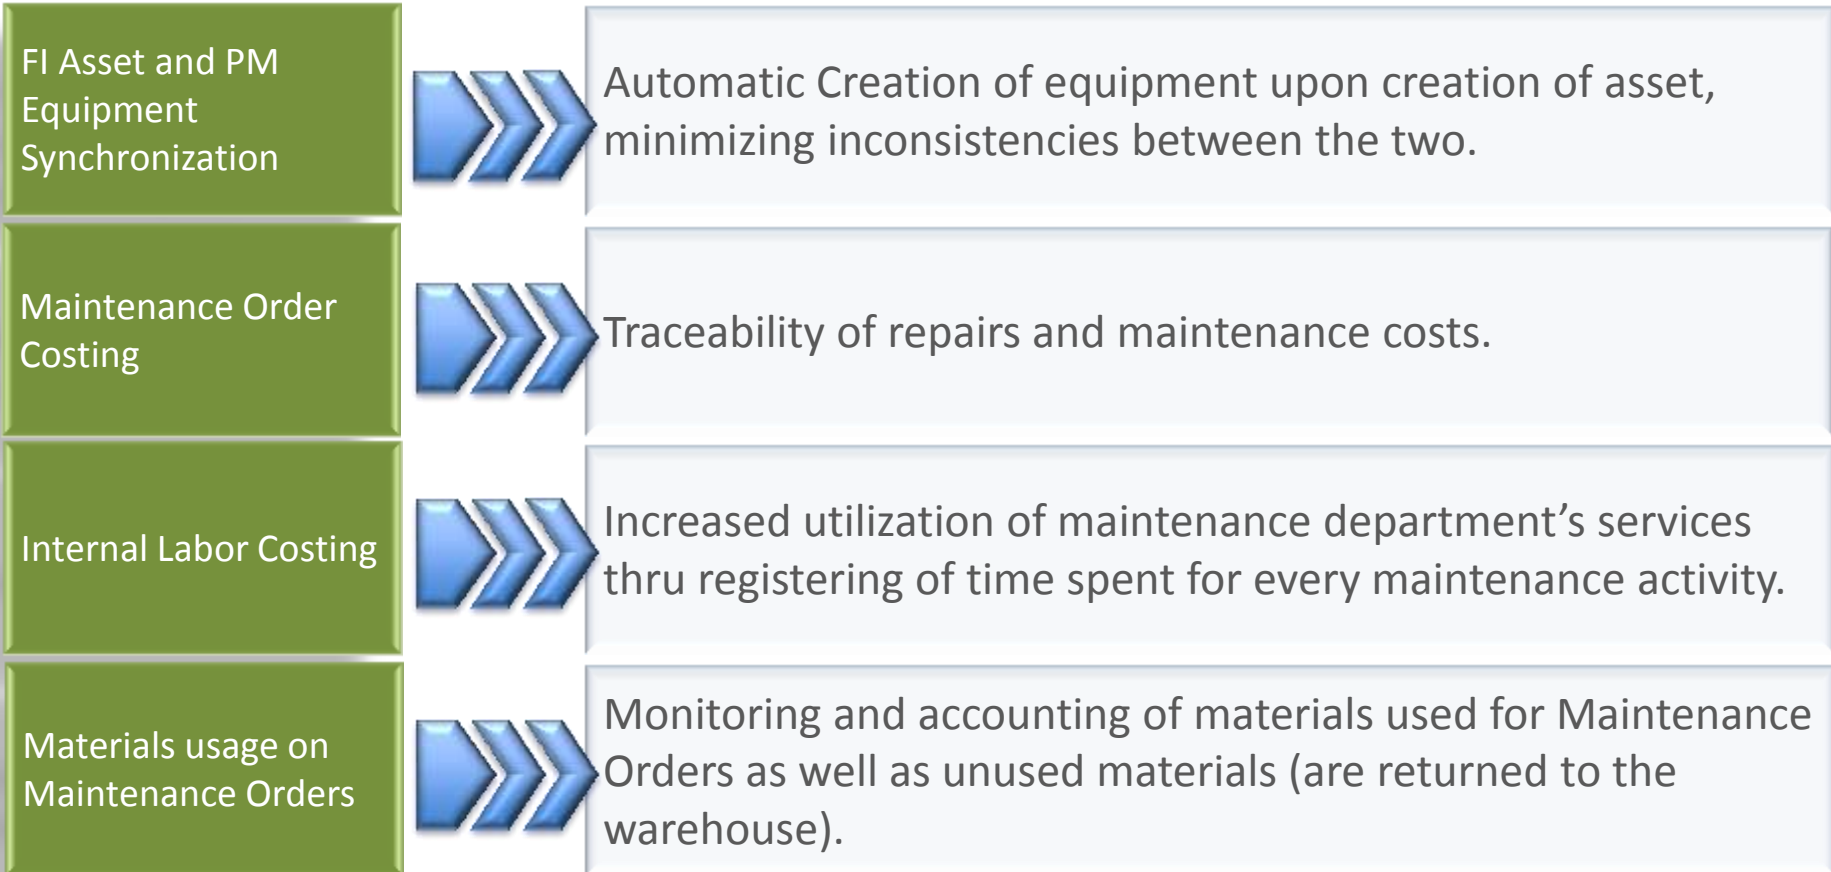 FI Asset and PM
Equipment
Synchronization
Automatic Creation of equipment upon creation of asset,
minimizing inconsistencies between the two.
Maintenance Order
Costing
Traceability of repairs and maintenance costs.
Internal Labor Costing
Increased utilization of maintenance department’s services
thru registering of time spent for every maintenance activity.
Materials usage on
Maintenance Orders
Monitoring and accounting of materials used for Maintenance
Orders as well as unused materials (are returned to the
warehouse).